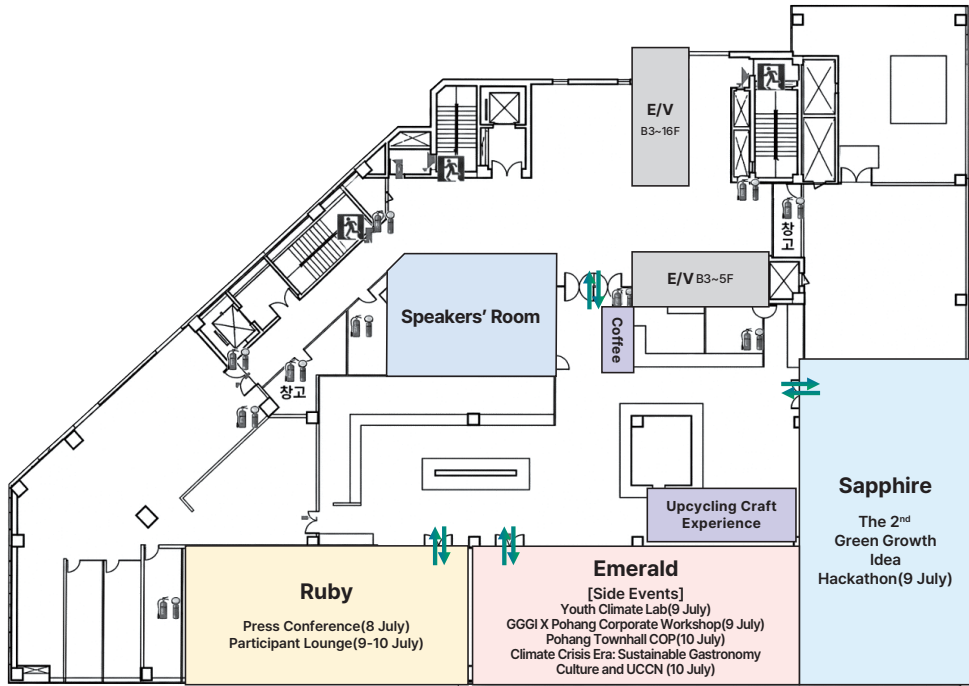 E/V
B3~16F
창고
E/V B3~5F
Speakers’ Room
Coffee
창고
Upcycling Craft
Experience
Sapphire
The 2nd
Green Growth
Idea
Hackathon(9 July)
Ruby
Press Conference(8 July)
Participant Lounge(9-10 July)
Emerald
[Side Events]
Youth Climate Lab(9 July)
GGGI X Pohang Corporate Workshop(9 July)
Pohang Townhall COP(10 July)
Climate Crisis Era: Sustainable Gastronomy
Culture and UCCN (10 July)